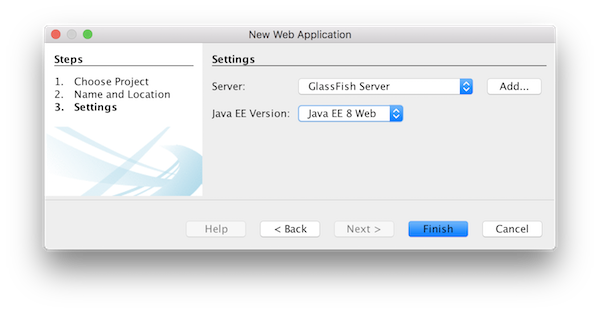 New Web Application
Steps
1. Choose Project
2. Name and Location
3. Settings
Settings
Server: GlassFish Server Add...
Java EE Version: Java EE 8 Web
Help < Back Next > Finish Cancel